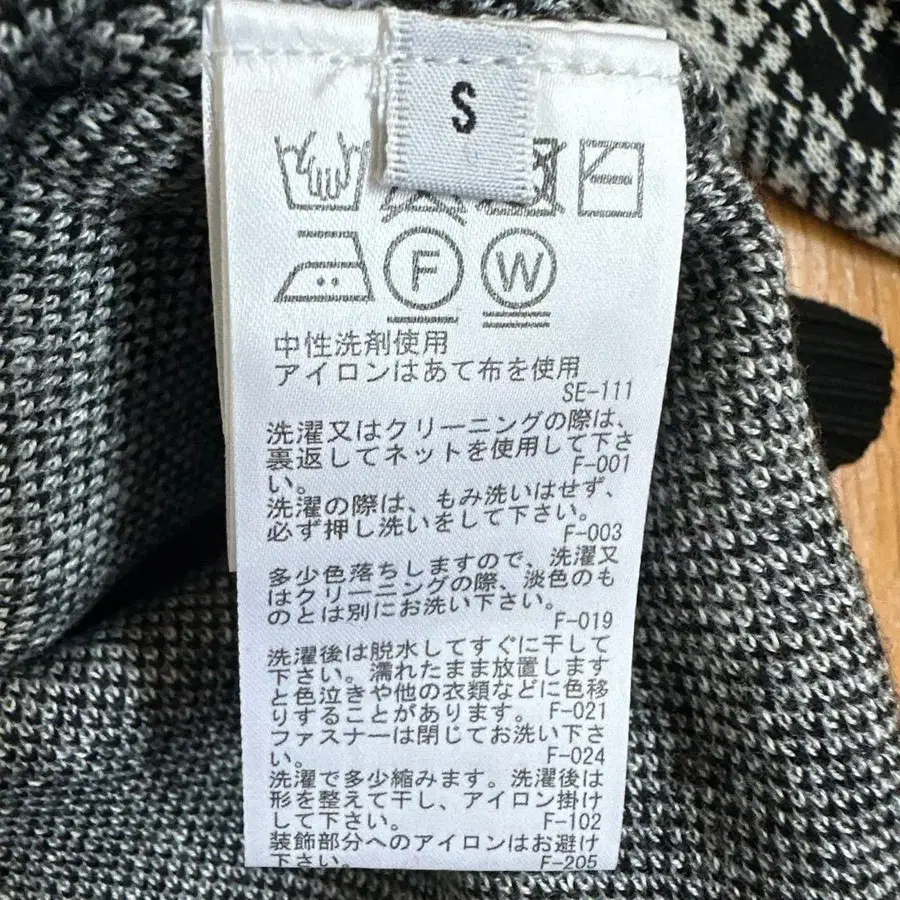 S
F W
中性洗剤使用
アイロンはあて布を使用
SE-111
洗濯又はクリーニングの際は、
裏返してネットを使用して下さ
い。 F-001
洗濯の際は、もみ洗いはせず、
必ず押し洗いをして下さい。
F-003
多少色落ちしますので、洗濯又
はクリーニングの際、淡色のも
のとは別にお洗い下さい。
F-019
洗濯後は脱水してすぐに干して
下さい。濡れたまま放置します
と色泣きや他の衣類などに色移
りすることがあります。 F-021
ファスナーは閉じてお洗い下さ
い。 F-024
洗濯で多少縮みます。洗濯後は
形を整えて干し、アイロン掛け
して下さい。 F-102
装飾部分へのアイロンはお避け
下さい。 F-205